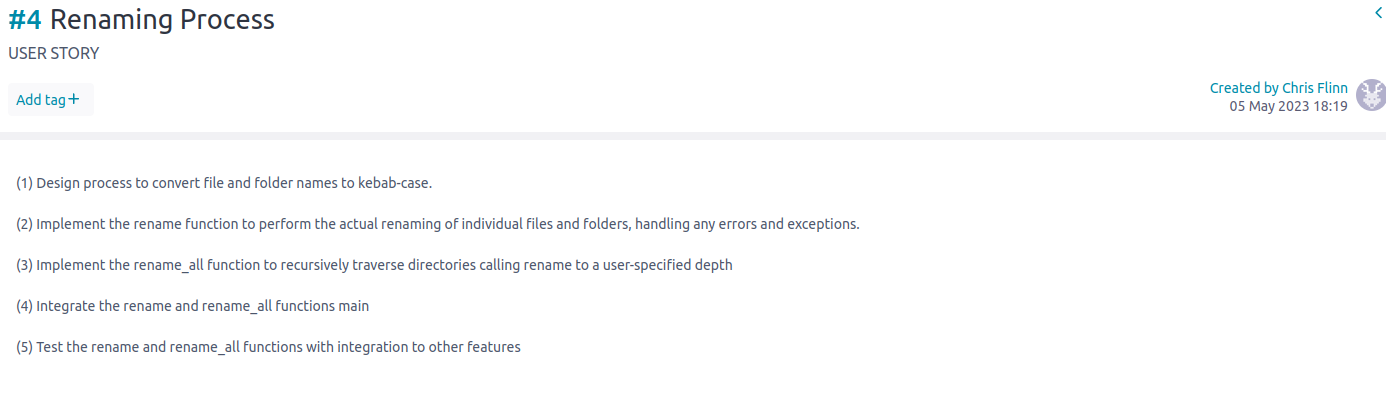 #4 Renaming Process
USER STORY
Add tag+
Created by Chris Flinn
05 May 2023 18:19
(1) Design process to convert file and folder names to kebab-case.
(2) Implement the rename function to perform the actual renaming of individual files and folders, handling any errors and exceptions.
(3) Implement the rename_all function to recursively traverse directories calling rename to a user-specified depth
(4) Integrate the rename and rename_all functions main
(5) Test the rename and rename_all functions with integration to other features